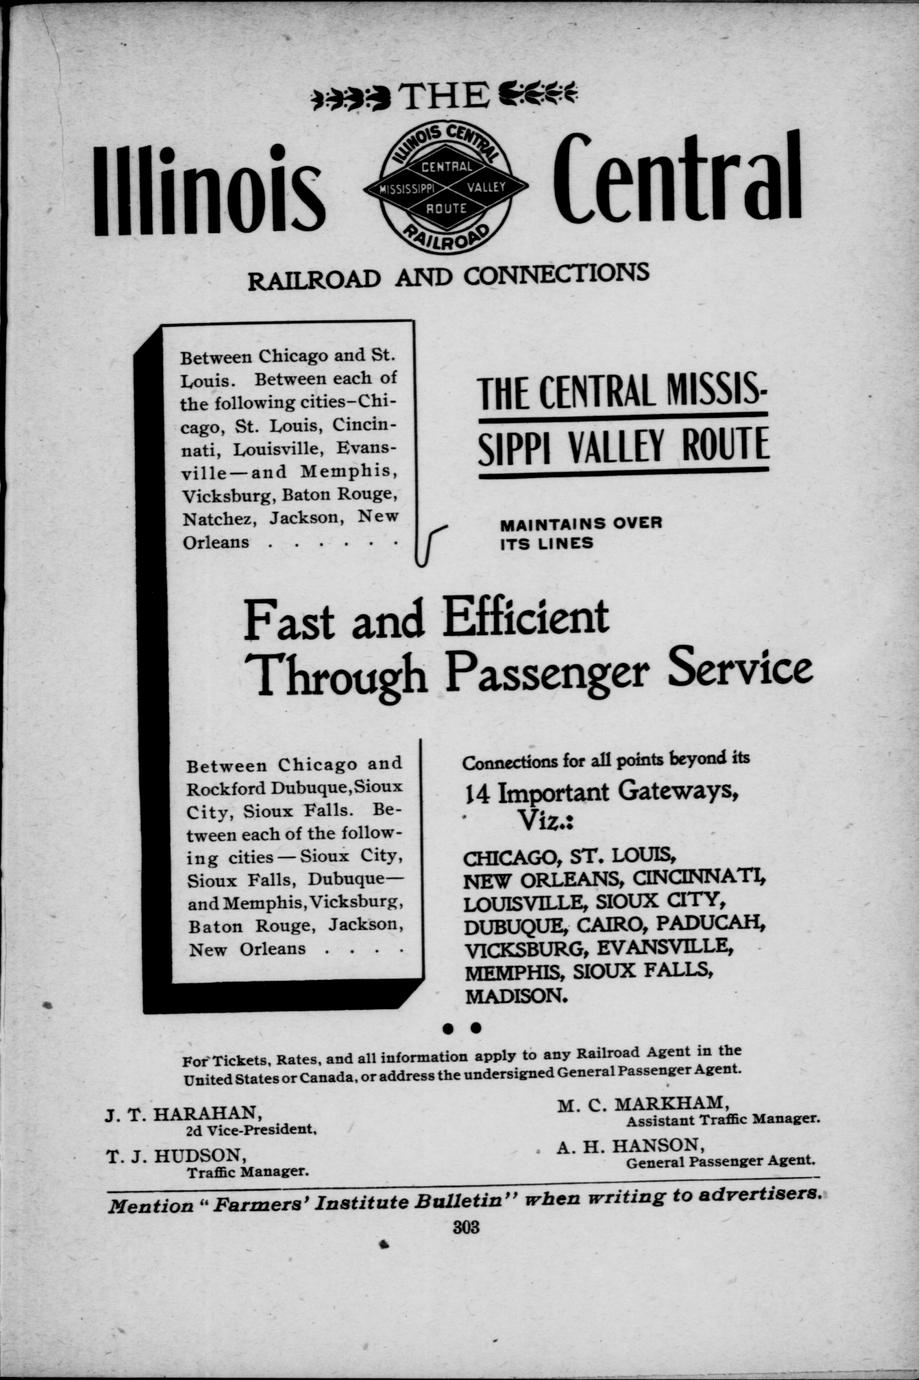 THE
Illinois Central
ILLINOIS CENTRAL
CENTRAL
MISSISSIPPI VALLEY
ROUTE
RAILROAD
RAILROAD AND CONNECTIONS
Between Chicago and St.
Louis. Between each of
the following cities–Chi-
cago, St. Louis, Cincin-
nati, Louisville, Evans-
ville—and Memphis,
Vicksburg, Baton Rouge,
Natchez, Jackson, New
Orleans . . . . . .
THE CENTRAL MISSIS-
SIPPI VALLEY ROUTE
MAINTAINS OVER
ITS LINES
Fast and Efficient
Through Passenger Service
Between Chicago and
Rockford Dubuque,Sioux
City, Sioux Falls. Be-
tween each of the follow-
ing cities — Sioux City,
Sioux Falls, Dubuque—
and Memphis,Vicksburg,
Baton Rouge, Jackson,
New Orleans . . . .
Connections for all points beyond its
14 Important Gateways,
Viz.:
CHICAGO, ST. LOUIS,
NEW ORLEANS, CINCINNATI,
LOUISVILLE, SIOUX CITY,
DUBUQUE, CAIRO, PADUCAH,
VICKSBURG, EVANSVILLE,
MEMPHIS, SIOUX FALLS,
MADISON.
For Tickets, Rates, and all information apply to any Railroad Agent in the
United States or Canada, or address the undersigned General Passenger Agent.
J. T. HARAHAN,
2d Vice-President,
T. J. HUDSON,
Traffic Manager.
M. C. MARKHAM,
Assistant Traffic Manager.
A. H. HANSON,
General Passenger Agent.
Mention “Farmers’ Institute Bulletin” when writing to advertisers.
303